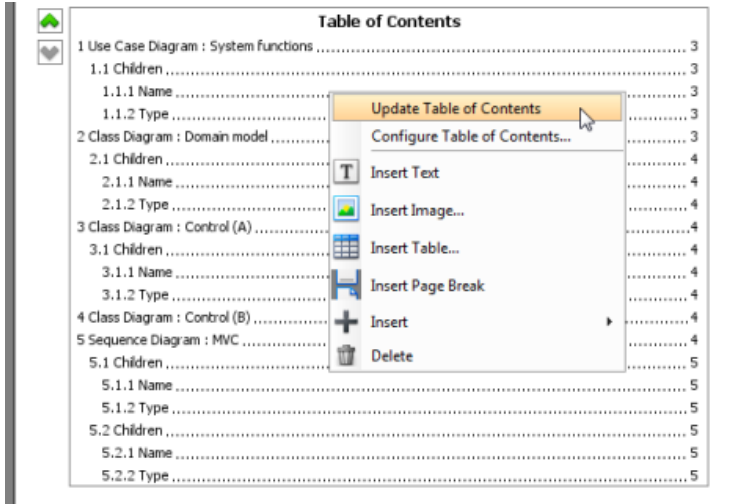 Table of Contents
1 Use Case Diagram : System functions ........ 3
1.1 Children ........ 3
1.1.1 Name ........ 3
1.1.2 Type ........ 3
2 Class Diagram : Domain model ........ 3
2.1 Children ........ 4
2.1.1 Name ........ 4
2.1.2 Type ........ 4
3 Class Diagram : Control (A) ........ 4
3.1 Children ........ 4
3.1.1 Name ........ 4
3.1.2 Type ........ 4
4 Class Diagram : Control (B) ........ 4
5 Sequence Diagram : MVC ........ 4
5.1 Children ........ 5
5.1.1 Name ........ 5
5.1.2 Type ........ 5
5.2 Children ........ 5
5.2.1 Name ........ 5
5.2.2 Type ........ 5
Update Table of Contents
Configure Table of Contents...
T Insert Text
Insert Image...
Insert Table...
Insert Page Break
Insert
Delete